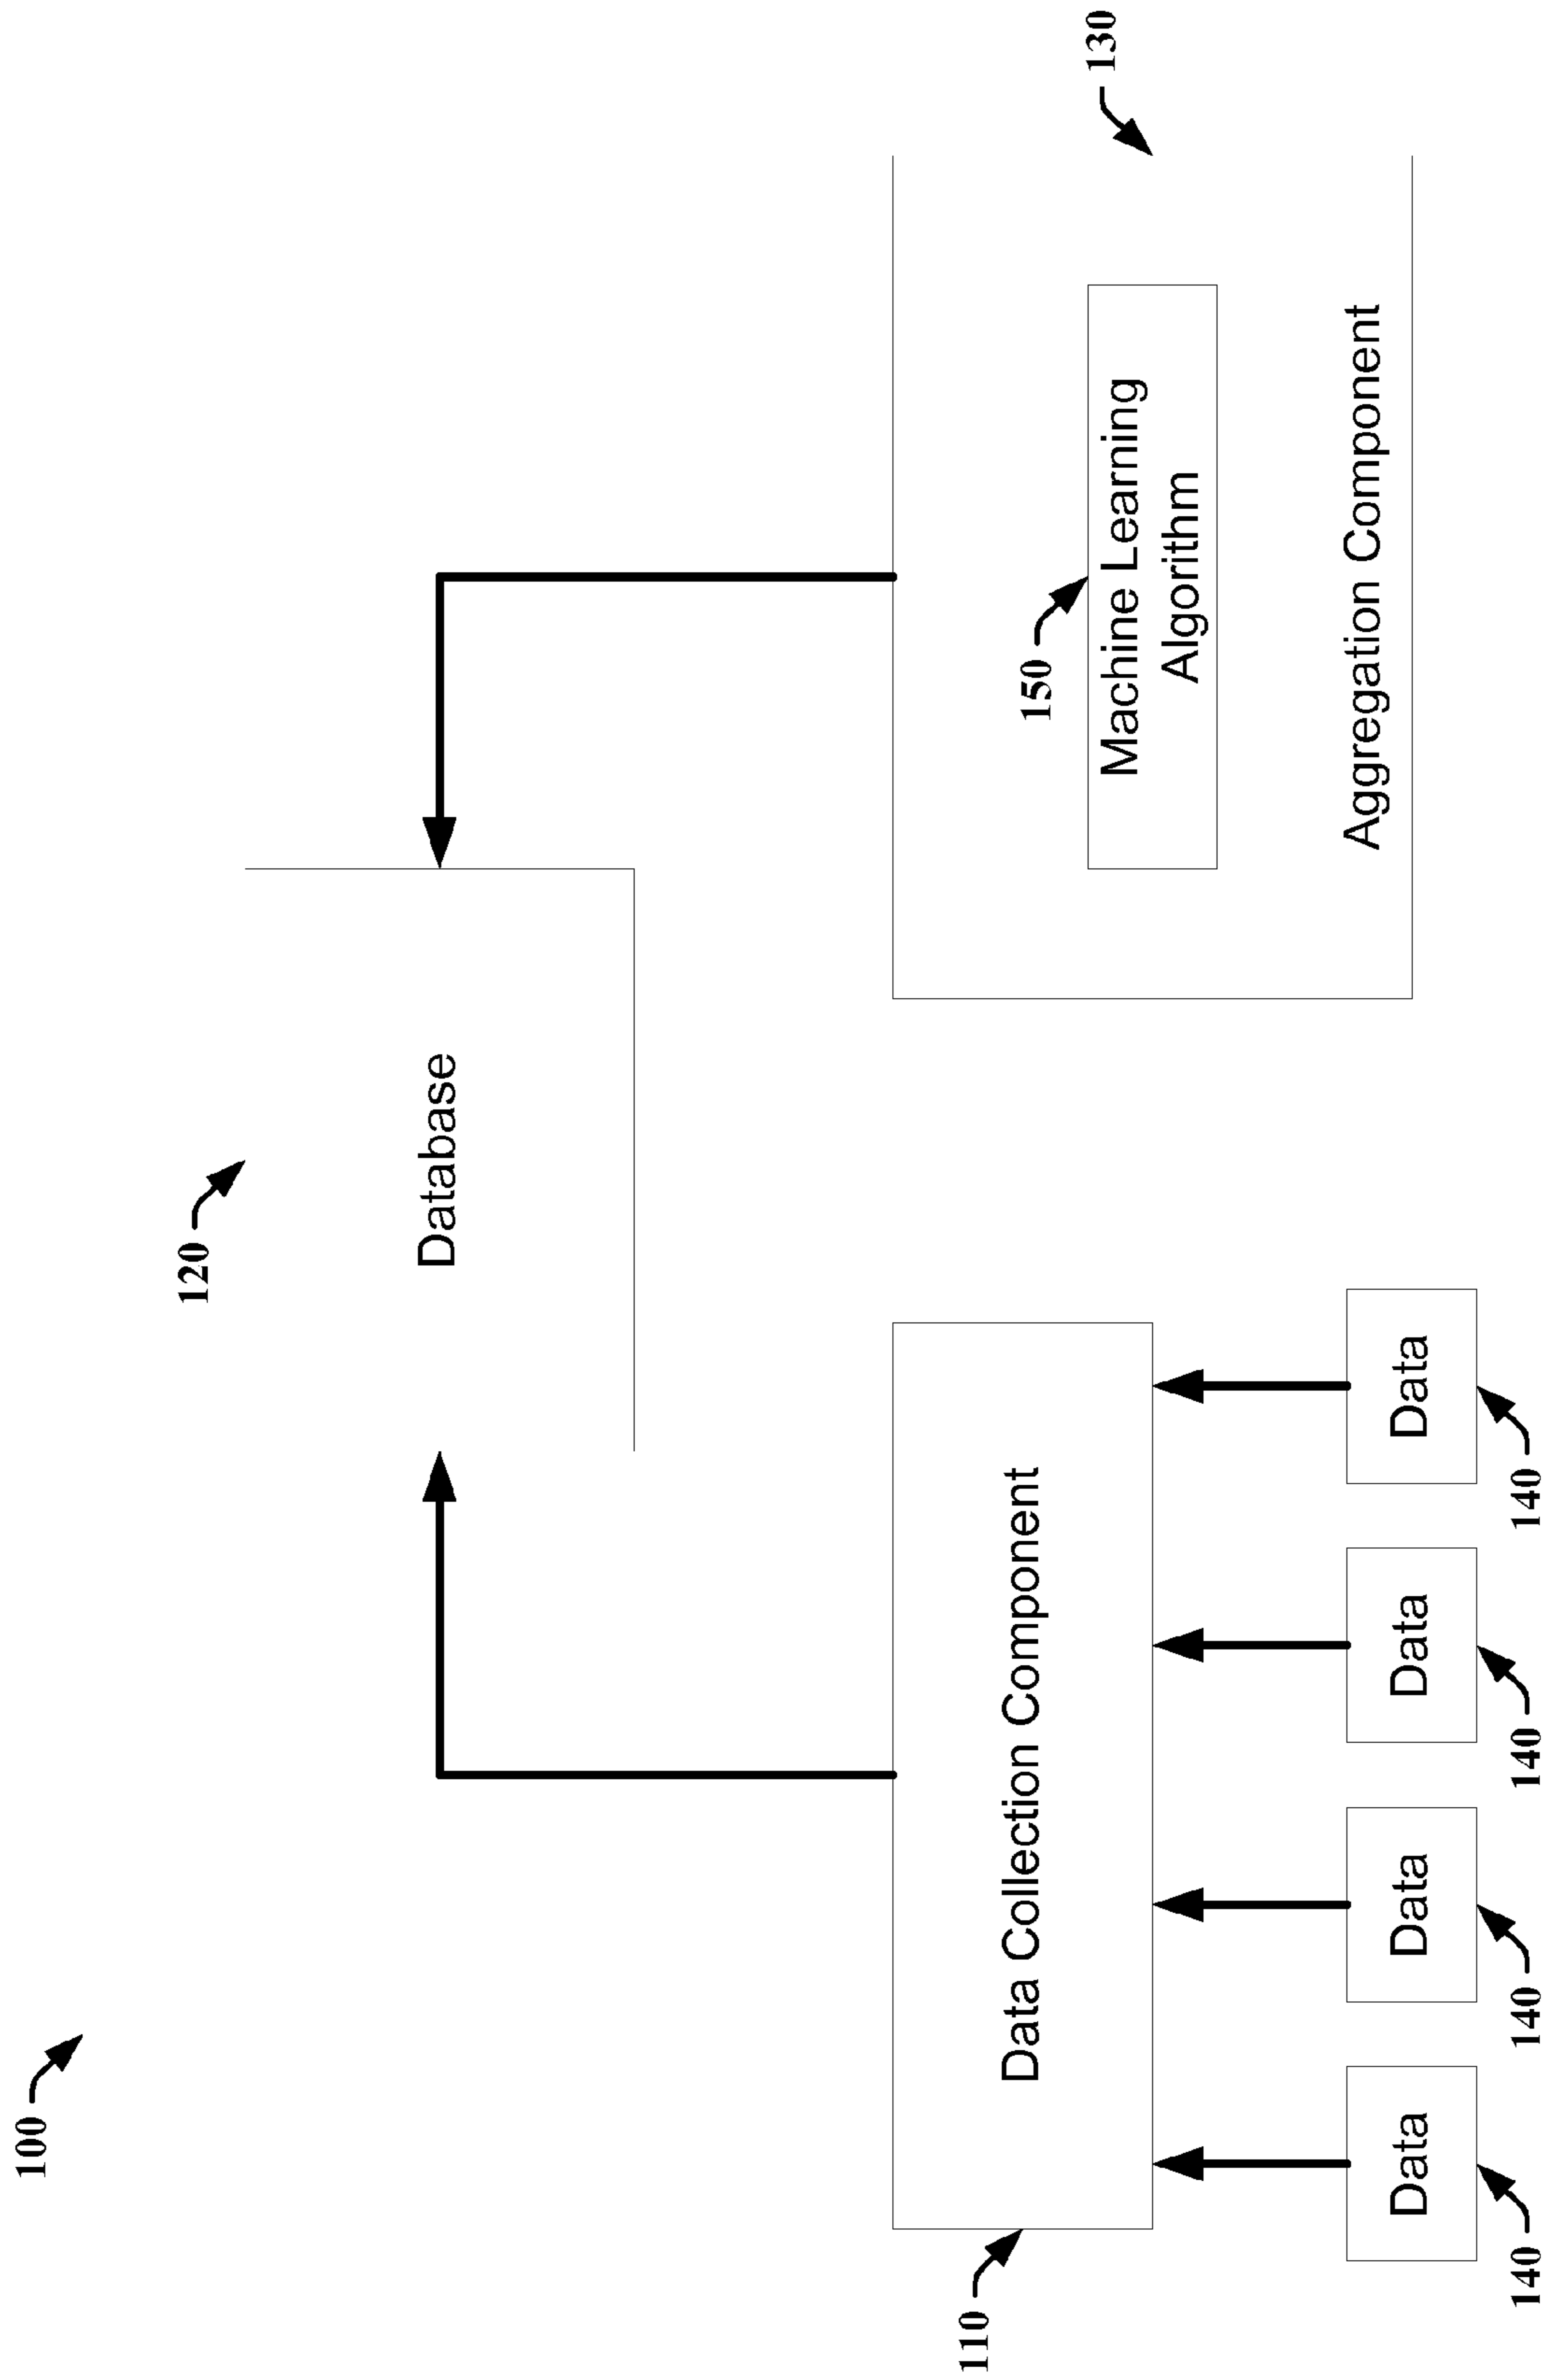 100
120
Database
110
Data Collection Component
130
150
Machine Learning
Algorithm
Aggregation Component
Data
Data
Data
Data
140
140
140
140